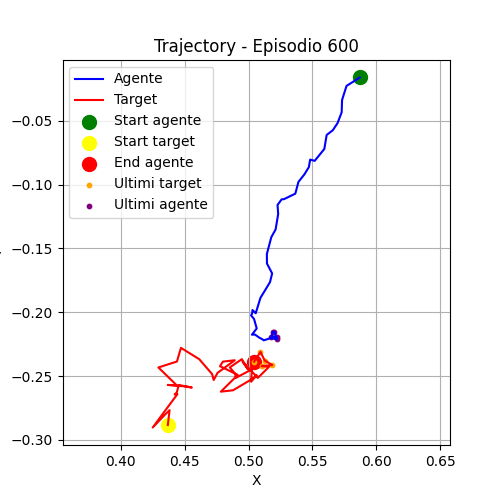 Trajectory - Episodio 600
Agente
Target
Start agente
Start target
End agente
Ultimi target
Ultimi agente
−0.05
−0.10
−0.15
−0.20
−0.25
−0.30
0.40
0.45
0.50
0.55
0.60
0.65
X